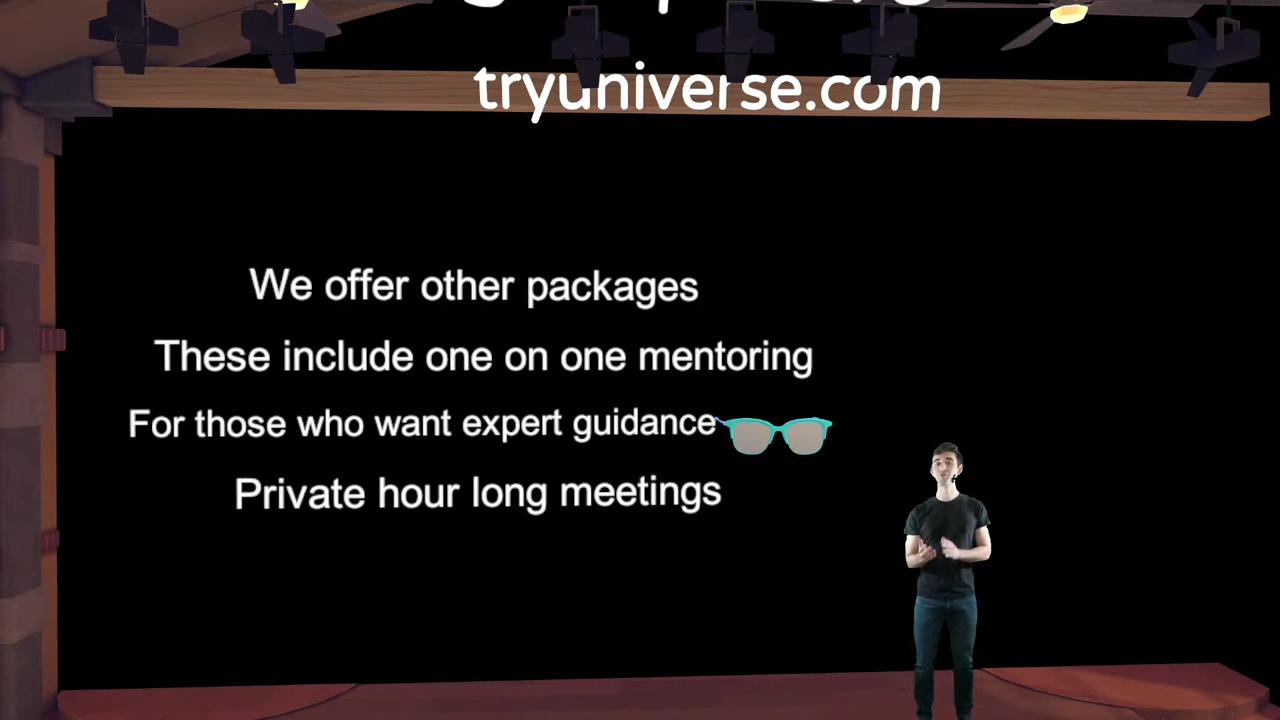 tryuniverse.com
We offer other packages
These include one on one mentoring
For those who want expert guidance
Private hour long meetings